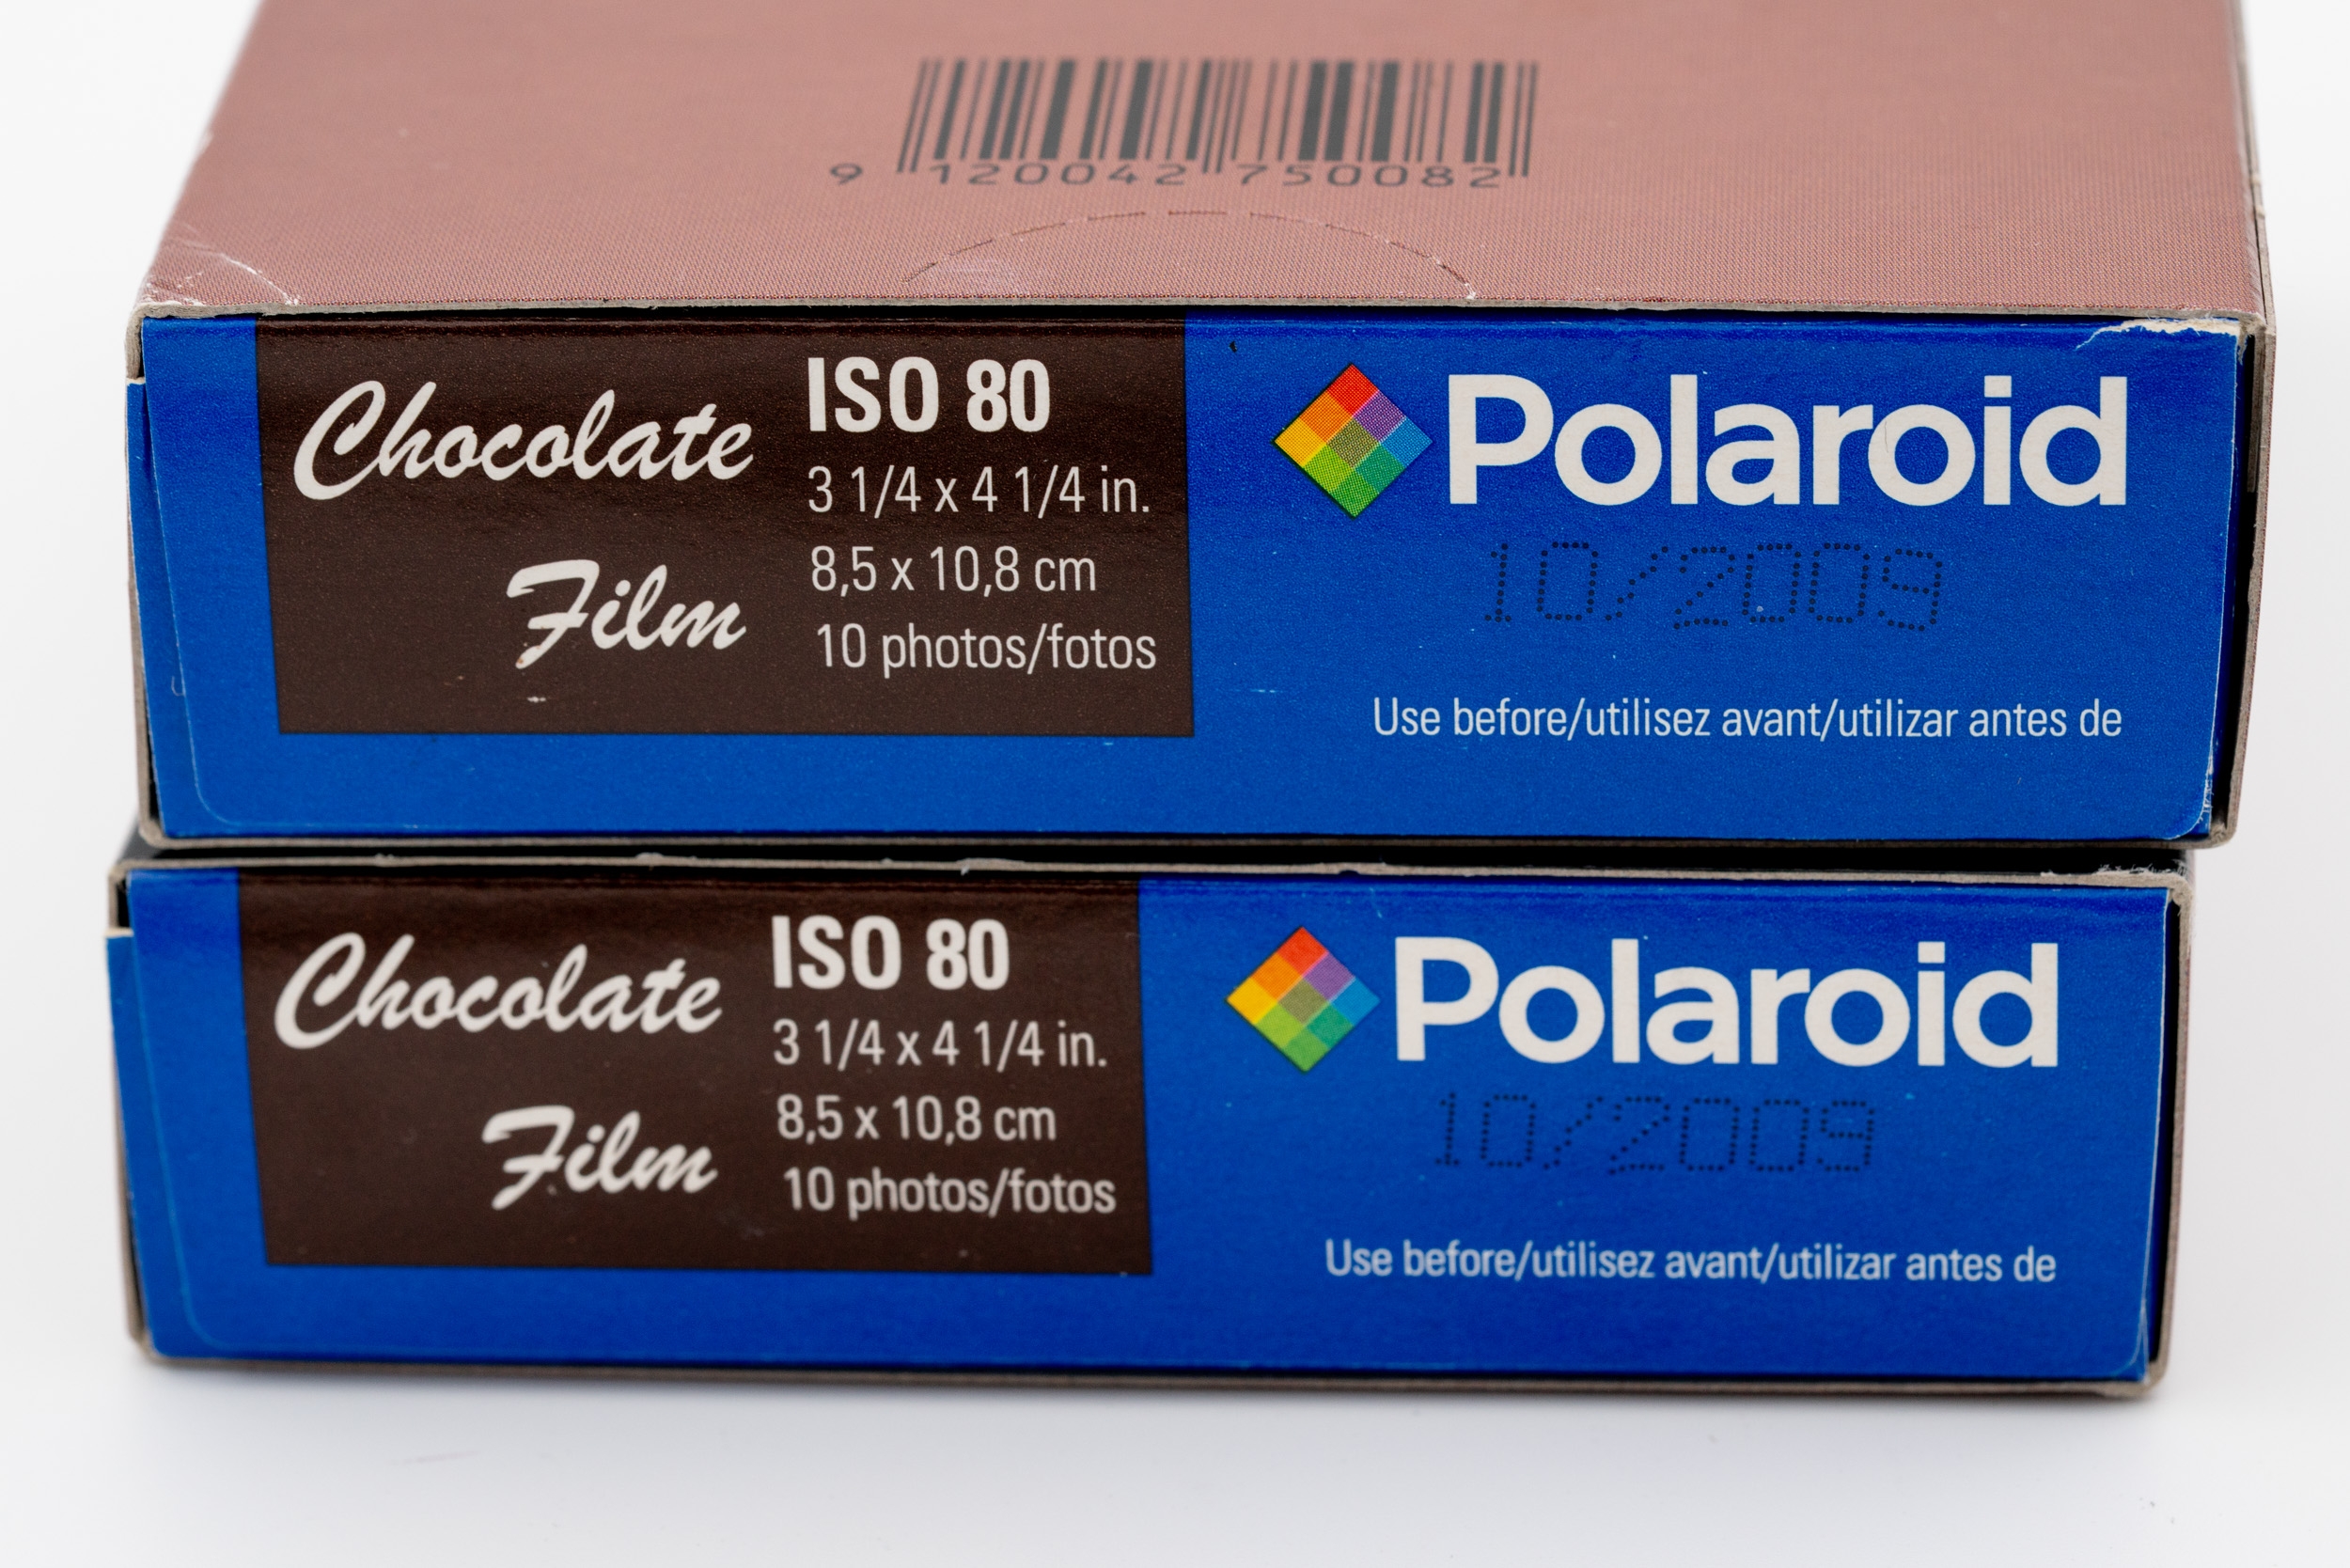 9 120042 750082
Chocolate
Film
ISO 80
3 1/4 x 4 1/4 in.
8,5 x 10,8 cm
10 photos/fotos
Polaroid
10/2009
Use before/utilisez avant/utilizar antes de
Chocolate
Film
ISO 80
3 1/4 x 4 1/4 in.
8,5 x 10,8 cm
10 photos/fotos
Polaroid
10/2009
Use before/utilisez avant/utilizar antes de